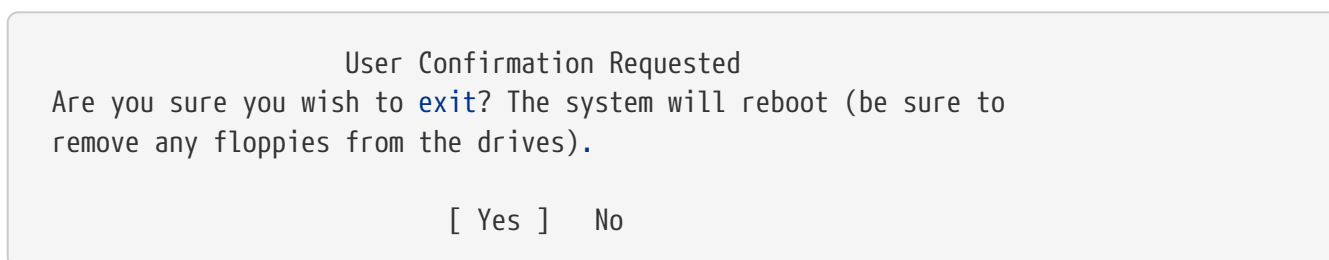 User Confirmation Requested
Are you sure you wish to exit? The system will reboot (be sure to
remove any floppies from the drives).
[ Yes ] No